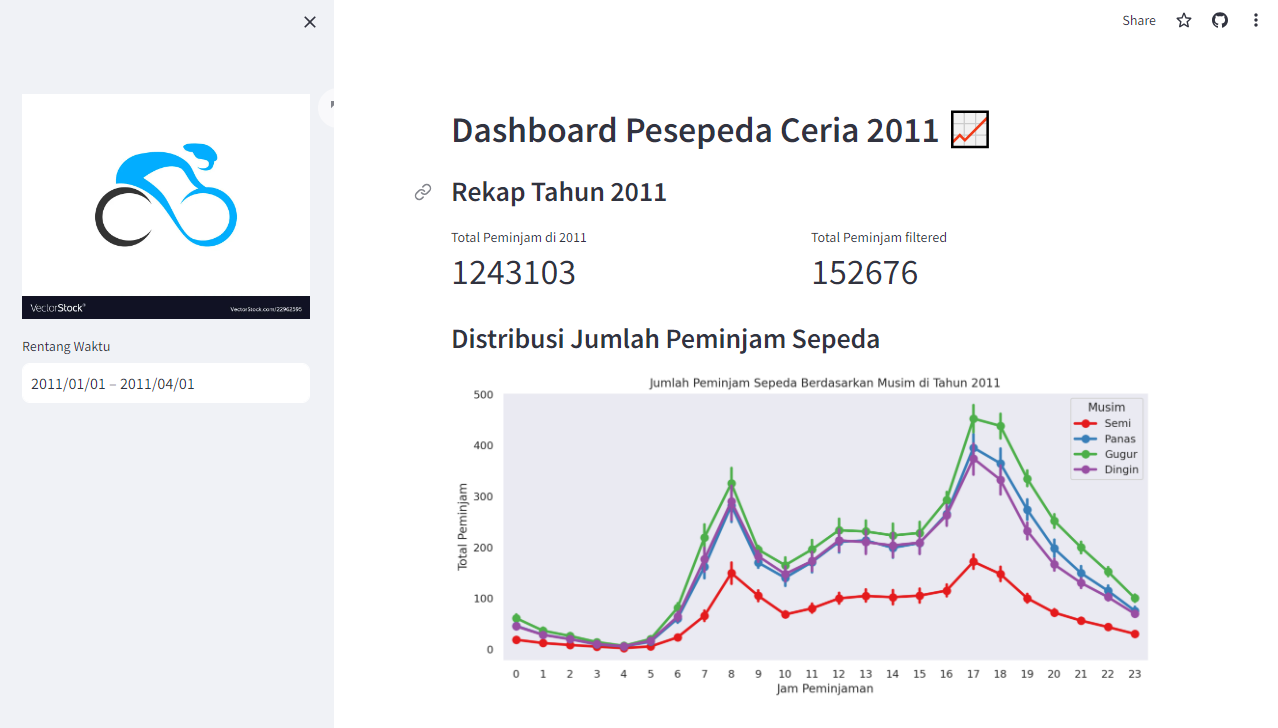 Share
VectorStock®
VectorStock.com/22962595
Rentang Waktu
2011/01/01 – 2011/04/01
Dashboard Pesepeda Ceria 2011
Rekap Tahun 2011
Total Peminjam di 2011
Total Peminjam filtered
1243103
152676
Distribusi Jumlah Peminjam Sepeda
Jumlah Peminjam Sepeda Berdasarkan Musim di Tahun 2011
Musim
Semi
Panas
Gugur
Dingin
Total Peminjam
500
400
300
200
100
0
0 1 2 3 4 5 6 7 8 9 10 11 12 13 14 15 16 17 18 19 20 21 22 23
Jam Peminjaman